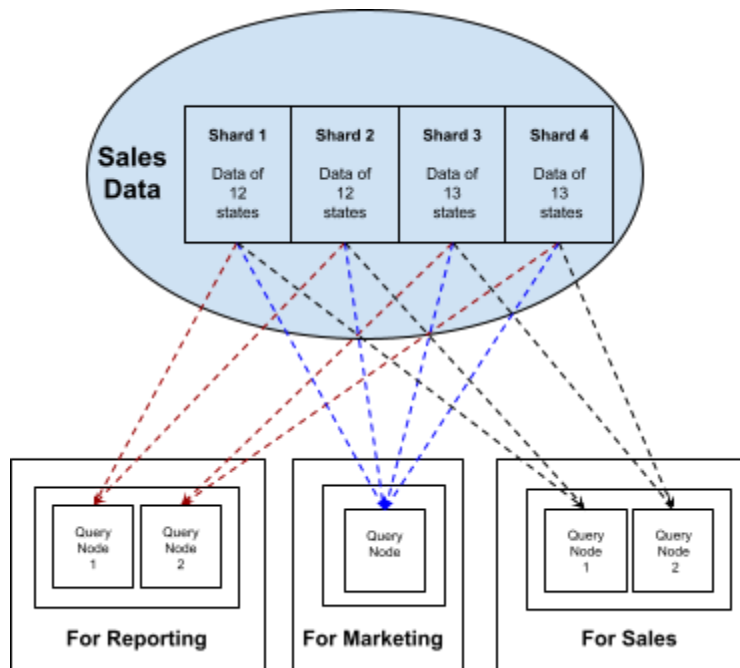 Sales
Data
Shard 1
Data of
12
states
Shard 2
Data of
12
states
Shard 3
Data of
13
states
Shard 4
Data of
13
states
Query
Node
1
Query
Node
2
For Reporting
Query
Node
For Marketing
Query
Node
1
Query
Node
2
For Sales